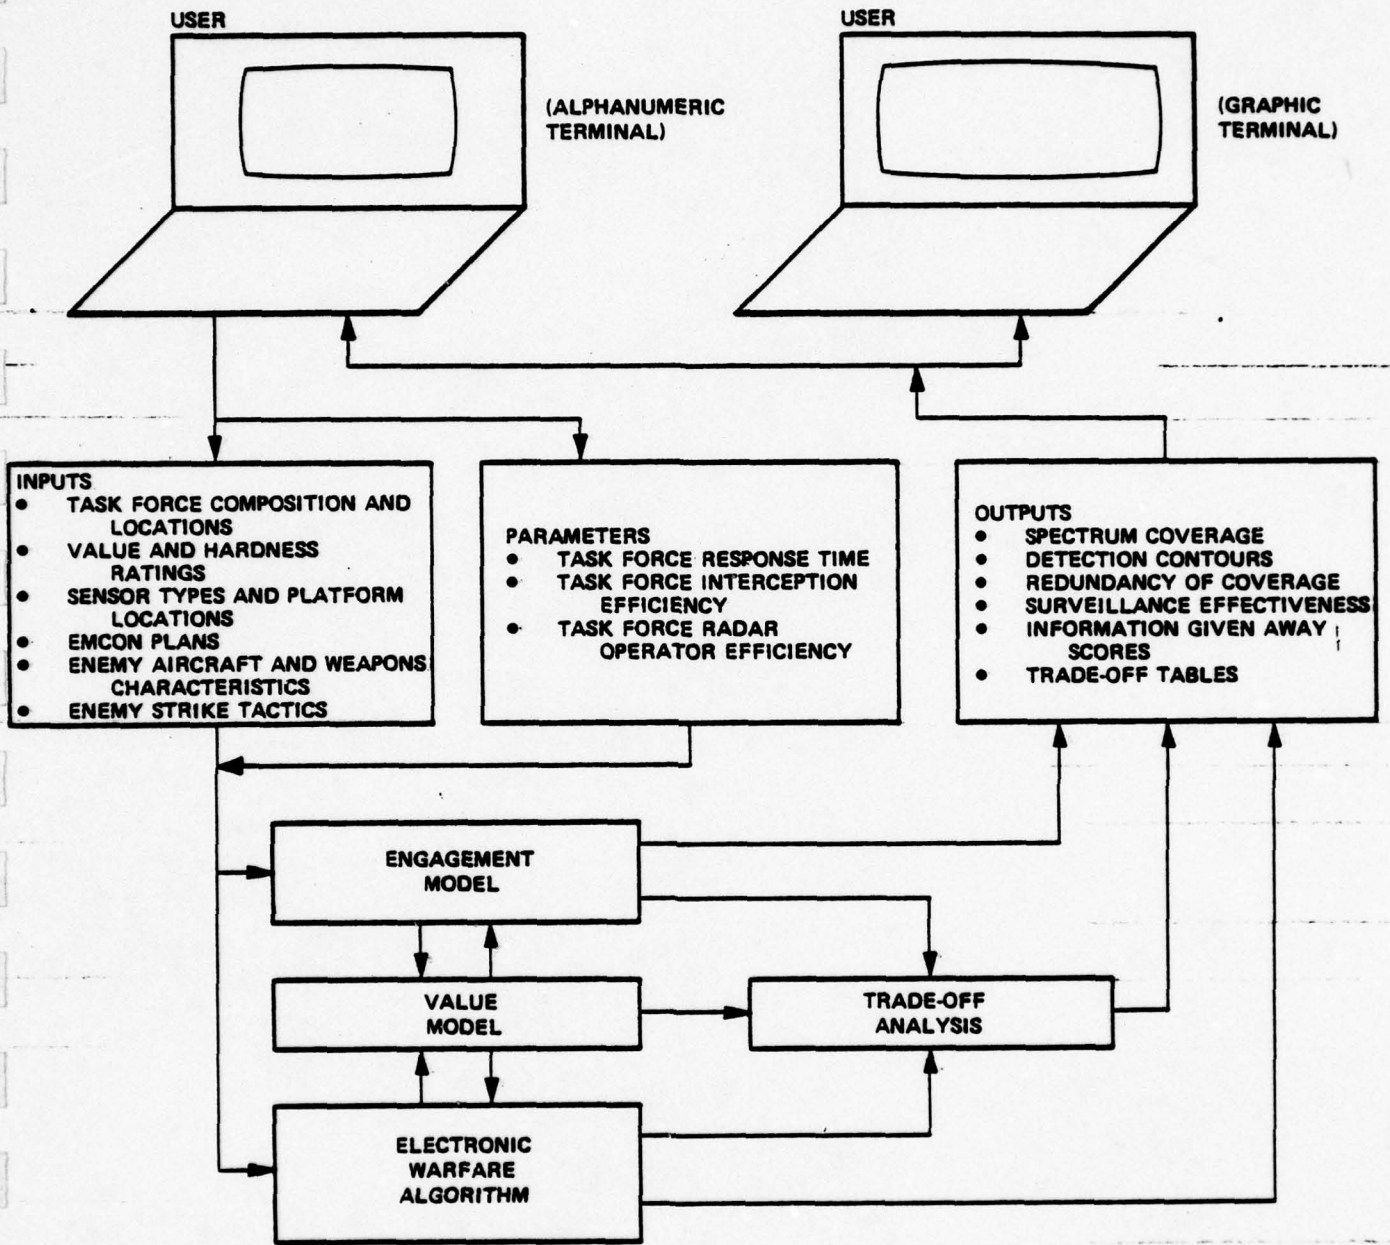 USER
(ALPHANUMERIC
TERMINAL)
USER
(GRAPHIC
TERMINAL)
INPUTS
● TASK FORCE COMPOSITION AND
LOCATIONS
● VALUE AND HARDNESS
RATINGS
● SENSOR TYPES AND PLATFORM
LOCATIONS
● EMCON PLANS
● ENEMY AIRCRAFT AND WEAPONS
CHARACTERISTICS
● ENEMY STRIKE TACTICS
PARAMETERS
● TASK FORCE RESPONSE TIME
● TASK FORCE INTERCEPTION
EFFICIENCY
● TASK FORCE RADAR
OPERATOR EFFICIENCY
OUTPUTS
● SPECTRUM COVERAGE
● DETECTION CONTOURS
● REDUNDANCY OF COVERAGE
● SURVEILLANCE EFFECTIVENESS
● INFORMATION GIVEN AWAY
SCORES
● TRADE-OFF TABLES
ENGAGEMENT
MODEL
VALUE
MODEL
TRADE-OFF
ANALYSIS
ELECTRONIC
WARFARE
ALGORITHM